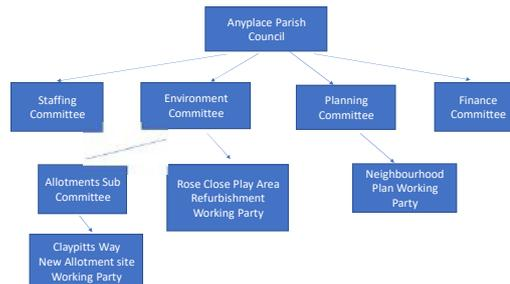 Anyplace Parish
Council
Staffing
Committee
Environment
Committee
Planning
Committee
Finance
Committee
Allotments Sub
Committee
Rose Close Play Area
Refurbishment
Working Party
Neighbourhood
Plan Working
Party
Claypitts Way
New Allotment site
Working Party